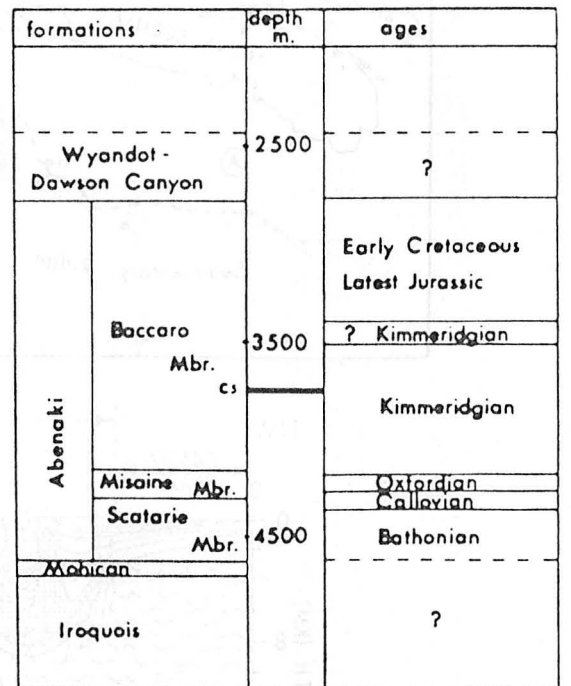 formations
depth
m.
ages
2500
Wyandot -
Dawson Canyon
?
Early Cretaceous
Latest Jurassic
Baccaro
3500
? Kimmeridgian
Mbr.
cs
Kimmeridgian
Abenaki
Misaine Mbr.
Oxfordian
Callovian
Scatarie
Mbr.
4500
Bathonian
Mohican
Iroquois
?